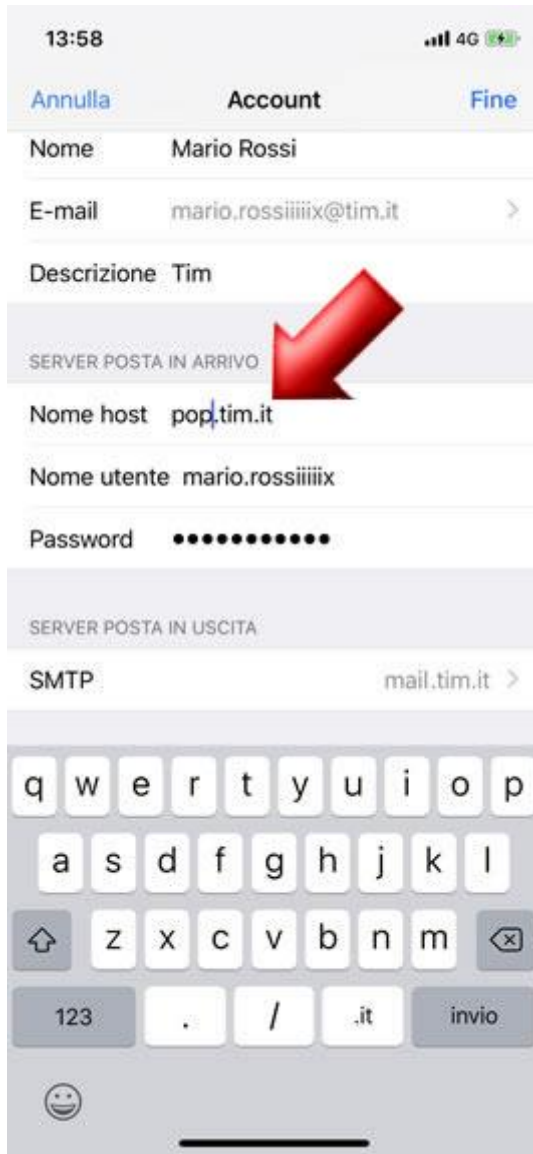 13:58 4G
Annulla Account Fine
Nome Mario Rossi
E-mail mario.rossiiiiix@tim.it
Descrizione Tim
SERVER POSTA IN ARRIVO
Nome host pop.tim.it
Nome utente mario.rossiiiiix
Password ●●●●●●●●●●●
SERVER POSTA IN USCITA
SMTP mail.tim.it
q w e r t y u i o p
a s d f g h j k l
z x c v b n m
123 . / .it invio